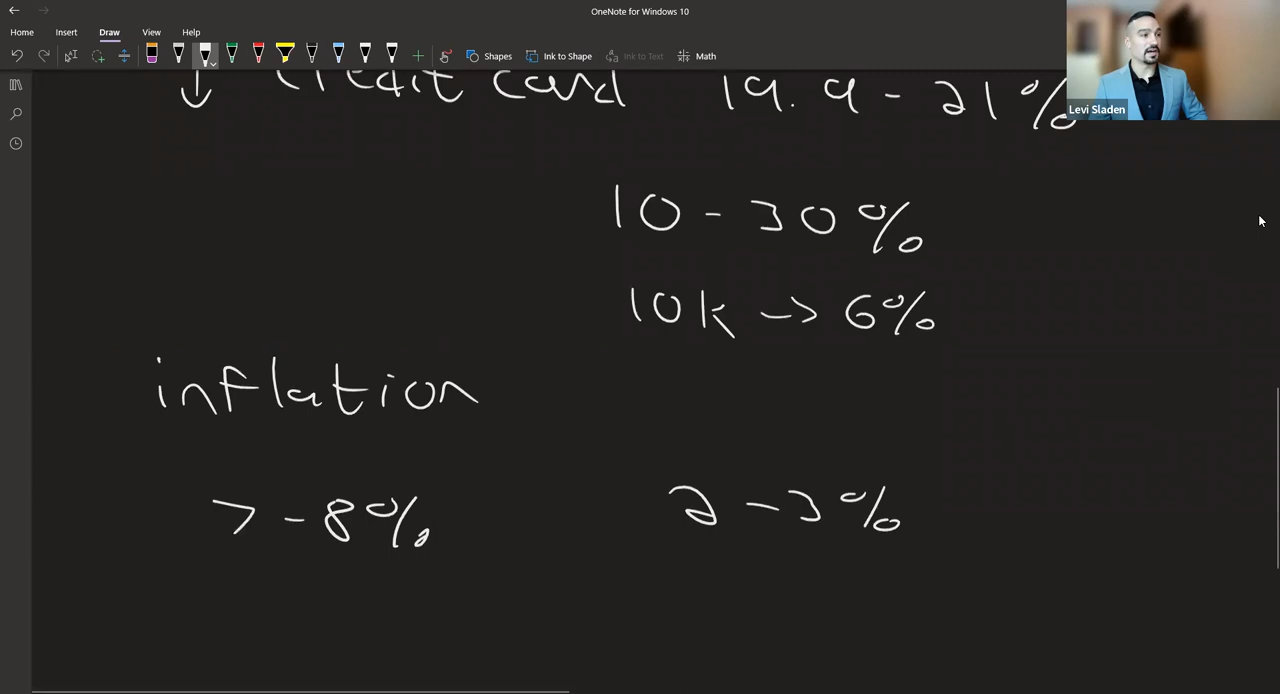 OneNote for Windows 10
Home Insert Draw View Help
Shapes Ink to Shape Ink to Text Math
Levi Sladen
↓ Credit Card 19.9 - 21%
10 - 30%
10k -> 6%
inflation
7 - 8% 2 - 3%